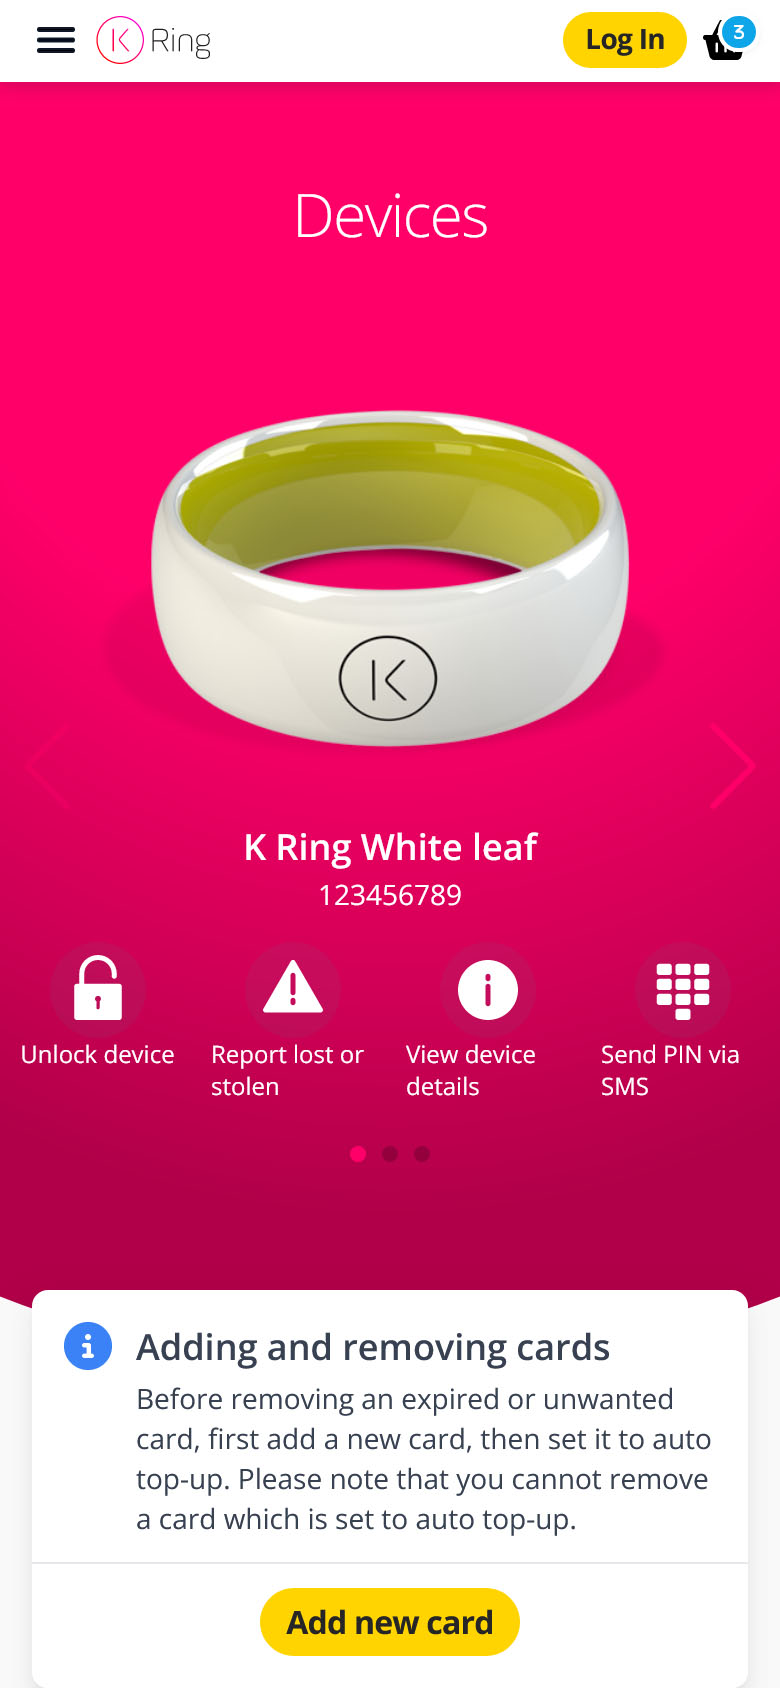 K Ring
Log In
3
Devices
K
K Ring White leaf
123456789
Unlock device
Report lost or
stolen
View device
details
Send PIN via
SMS
Adding and removing cards
Before removing an expired or unwanted
card, first add a new card, then set it to auto
top-up. Please note that you cannot remove
a card which is set to auto top-up.
Add new card